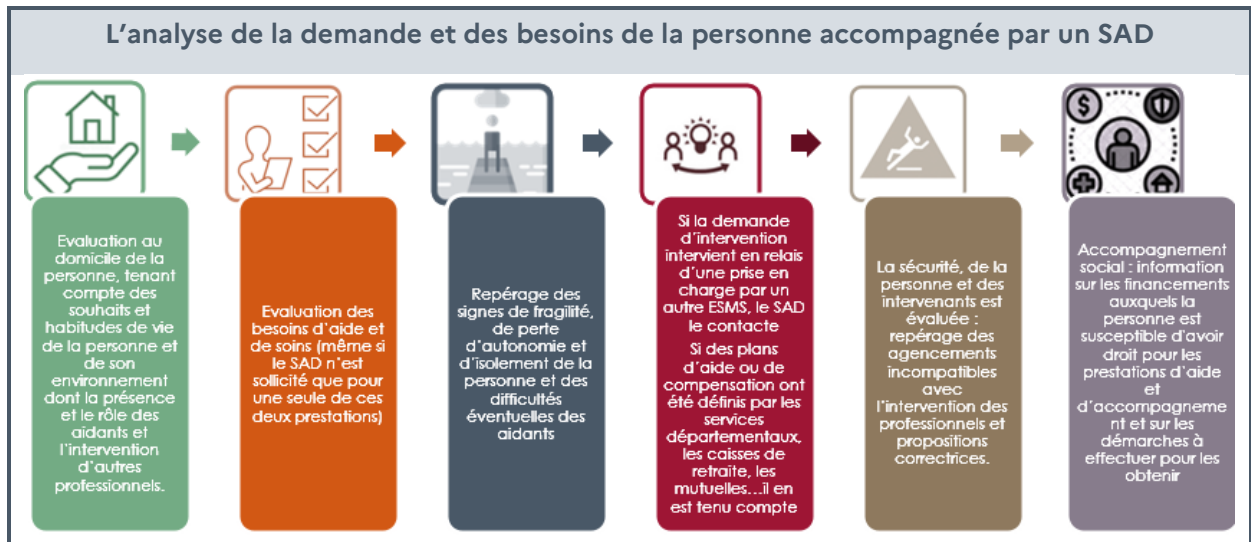 L’analyse de la demande et des besoins de la personne accompagnée par un SAD
Evaluation au
domicile de la
personne, tenant
compte des
souhaits et
habitudes de vie
de la personne et
de son
environnement
dont la présence
et le rôle des
aidants et
l’intervention
d’autres
professionnels.
Evaluation des
besoins d’aide et
de soins (même si
le SAD n’est
sollicité que pour
une seule de ces
deux prestations)
Repérage des
signes de fragilité,
de perte
d’autonomie et
d’isolement de la
personne et des
difficultés
éventuelles des
aidants
Si la demande
d’intervention
intervient en relais
d’une prise en
charge par un
autre ESMS, le SAD
le contacte
Si des plans
d’aide ou de
compensation ont
été définis par les
services
départementaux,
les caisses de
retraite, les
mutuelles...il en
est tenu compte
La sécurité, de la
personne et des
intervenants est
évaluée :
repérage des
agencements
incompatibles
avec
l’intervention des
professionnels et
propositions
correctrices.
$
Accompagnement
social : information
sur les financements
auxquels la
personne est
susceptible d’avoir
droit pour les
prestations d’aide
et
d’accompagneme
nt et sur les
démarches à
effectuer pour les
obtenir